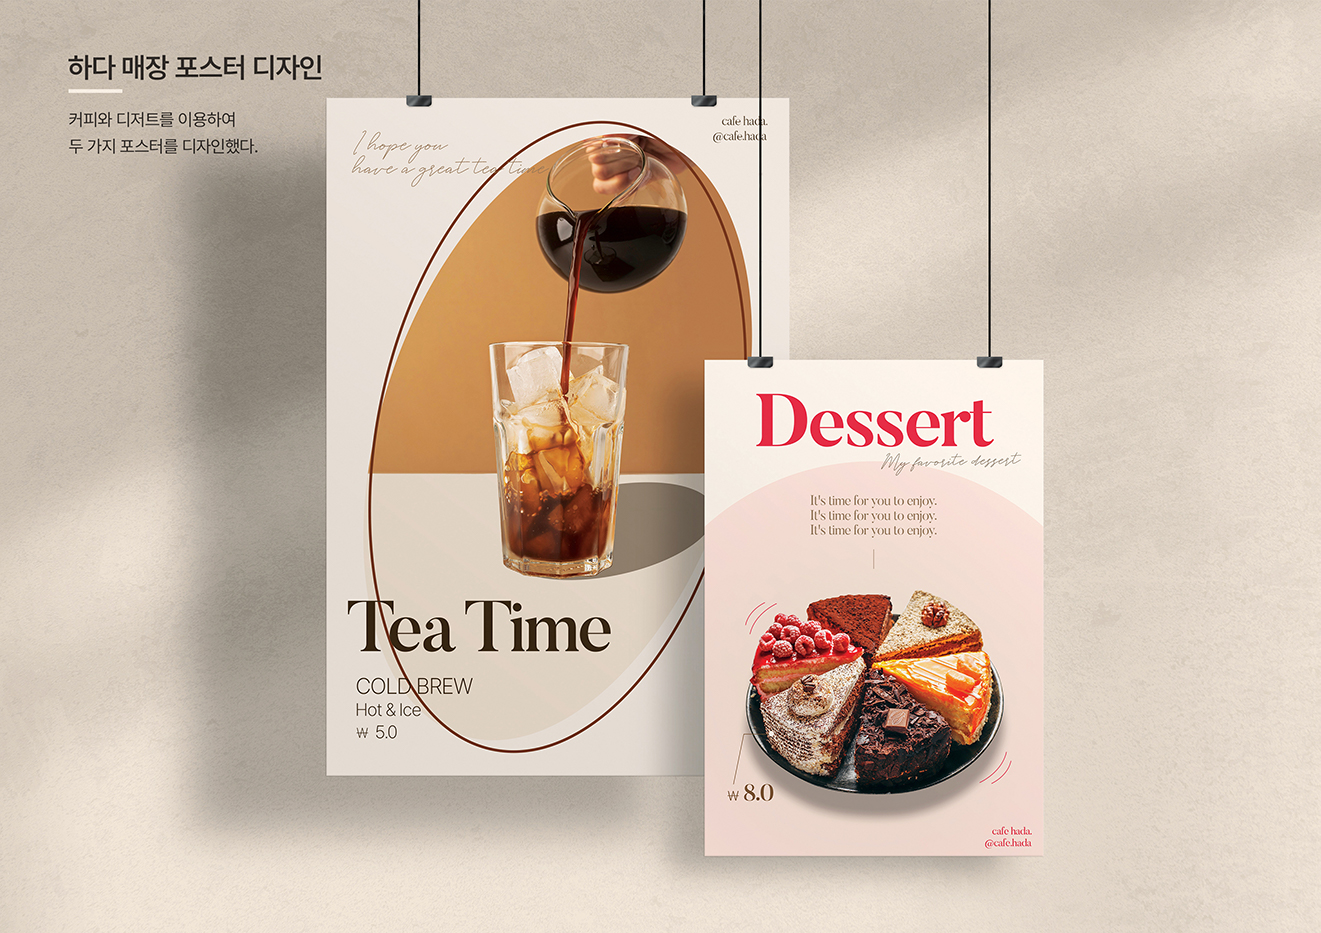 하다 매장 포스터 디자인
커피와 디저트를 이용하여
두 가지 포스터를 디자인했다.
I hope you
have a great tea time
cafe hada.
@cafe.hada
Tea Time
COLD BREW
Hot & Ice
₩ 5.0
Dessert
My favorite dessert
It's time for you to enjoy.
It's time for you to enjoy.
It's time for you to enjoy.
₩ 8.0
cafe hada.
@cafe.hada